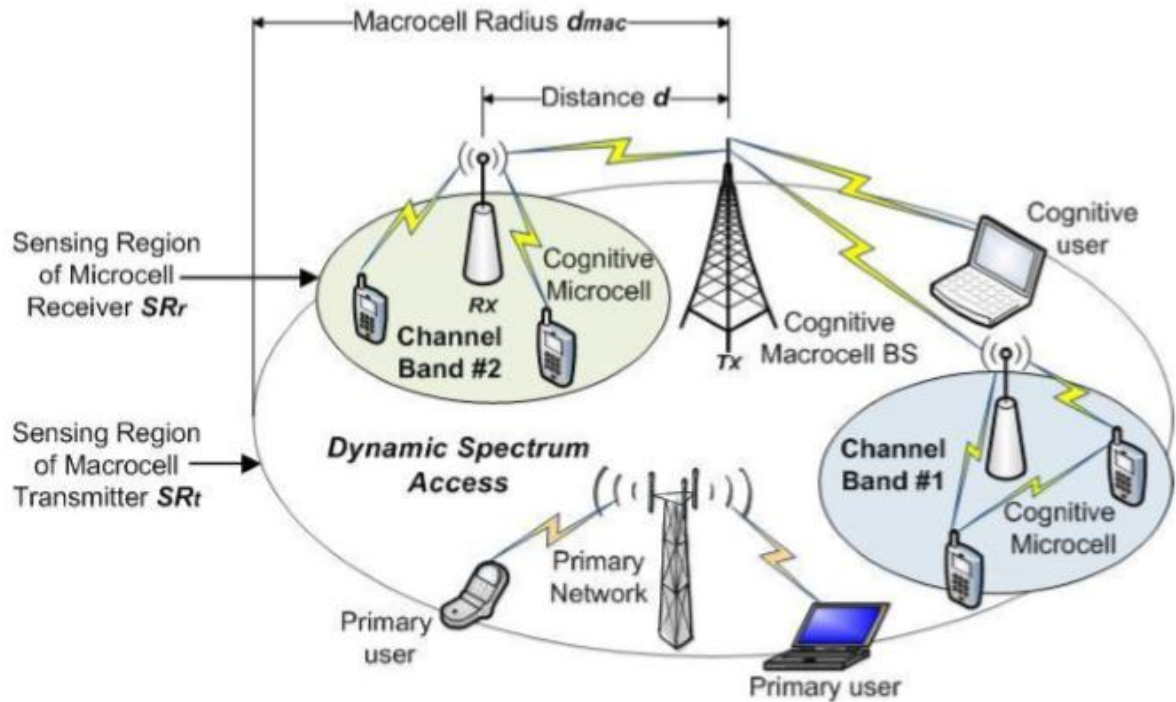 Macrocell Radius dmac
Distance d
Sensing Region
of Microcell
Receiver SRr
Cognitive
Microcell
RX
Channel
Band #2
Cognitive
user
Cognitive
Macrocell BS
Tx
Sensing Region
of Macrocell
Transmitter SRt
Dynamic Spectrum
Access
Channel
Band #1
Cognitive
Microcell
Primary
Network
Primary
user
Primary user